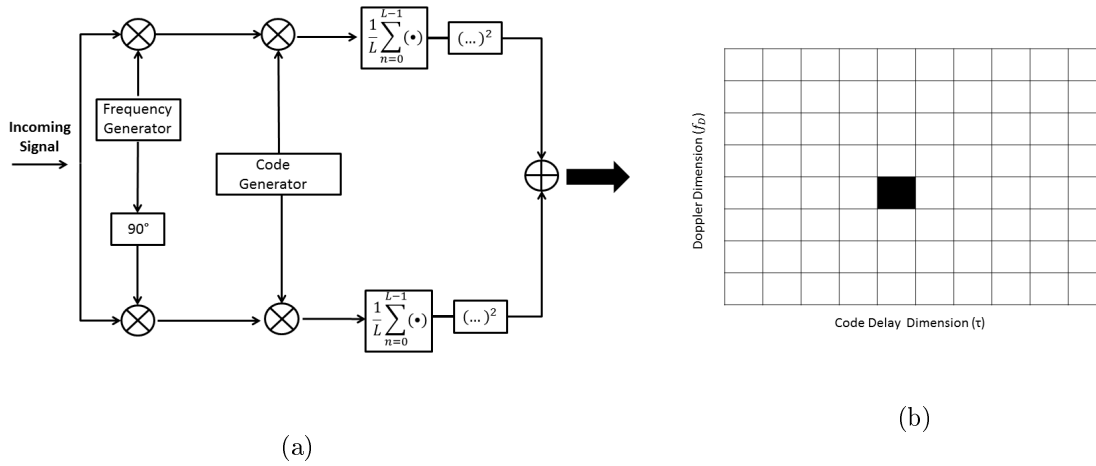 Incoming
Signal
Frequency
Generator
90°
Code
Generator
1/L L-1 ∑ n=0 (•)
(...)²
1/L L-1 ∑ n=0 (•)
(...)²
(a)
Doppler Dimension (f_D)
Code Delay Dimension (τ)
(b)